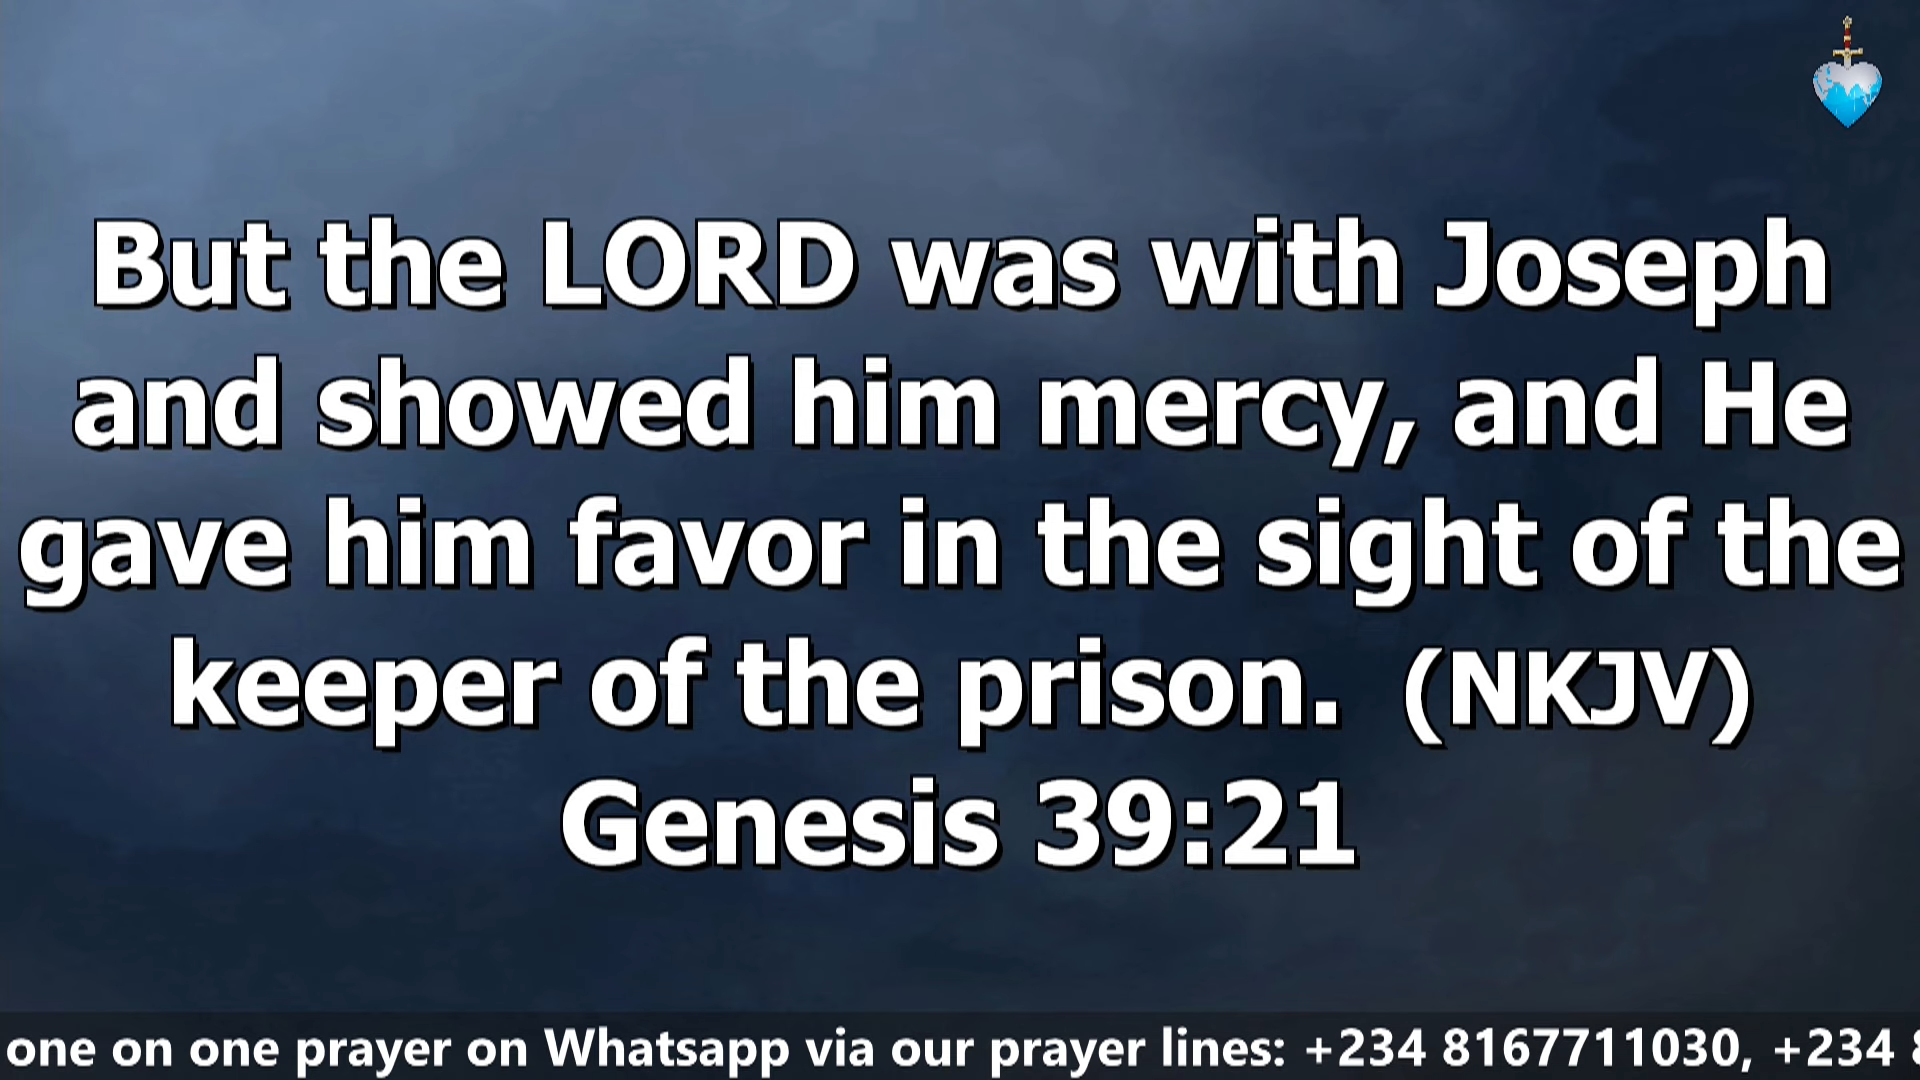 But the LORD was with Joseph
and showed him mercy, and He
gave him favor in the sight of the
keeper of the prison.  (NKJV)
Genesis 39:21
one on one prayer on Whatsapp via our prayer lines: +234 8167711030, +234